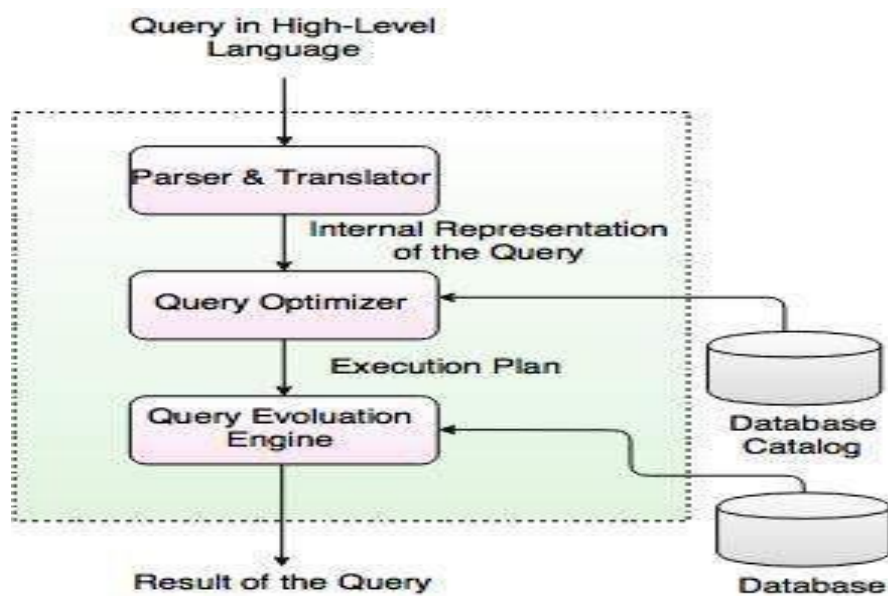 Query in High-Level
Language
Parser & Translator
Internal Representation
of the Query
Query Optimizer
Execution Plan
Query Evoluation
Engine
Database
Catalog
Result of the Query
Database